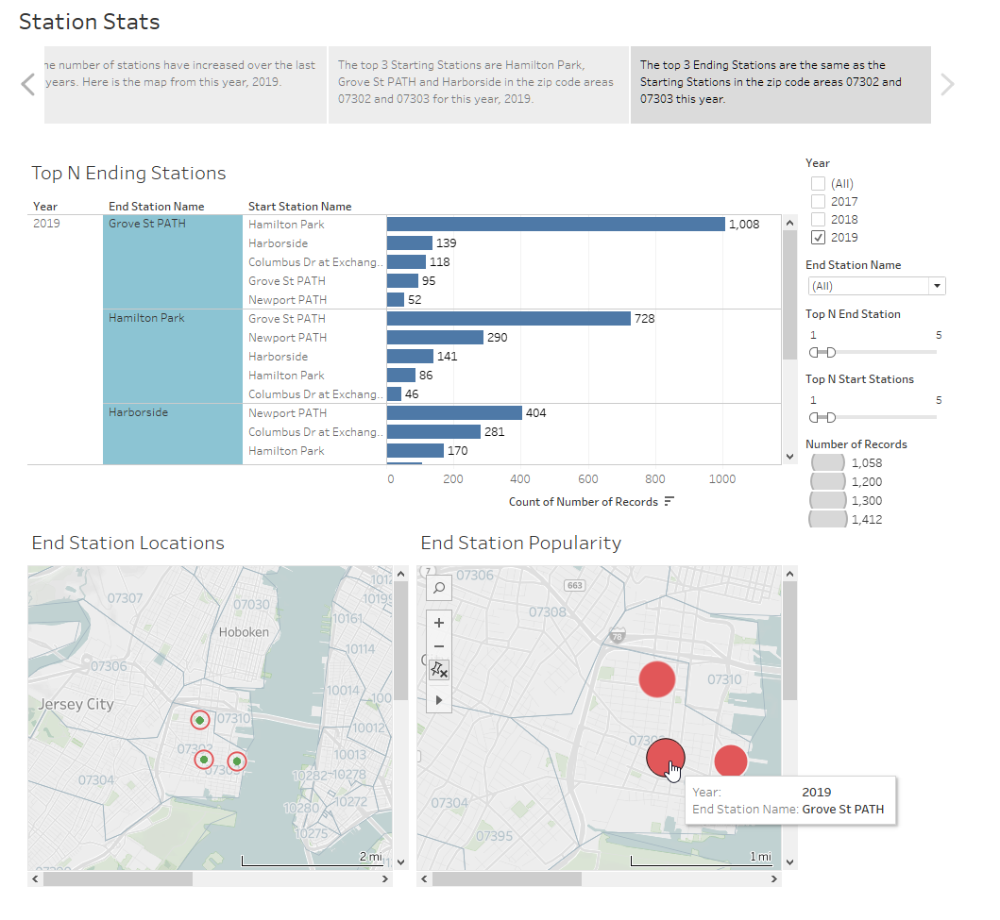 Station Stats
ne number of stations have increased over the last
years. Here is the map from this year, 2019.
The top 3 Starting Stations are Hamilton Park,
Grove St PATH and Harborside in the zip code areas
07302 and 07303 for this year, 2019.
The top 3 Ending Stations are the same as the
Starting Stations in the zip code areas 07302 and
07303 this year.
Top N Ending Stations
Year End Station Name Start Station Name
2019 Grove St PATH Hamilton Park 1,008
Harborside 139
Columbus Dr at Exchang.. 118
Grove St PATH 95
Newport PATH 52
Hamilton Park Grove St PATH 728
Newport PATH 290
Harborside 141
Hamilton Park 86
Columbus Dr at Exchang.. 46
Harborside Newport PATH 404
Columbus Dr at Exchang.. 281
Hamilton Park 170
0 200 400 600 800 1000
Count of Number of Records
Year
(All)
2017
2018
2019
End Station Name
(All)
Top N End Station
1 5
Top N Start Stations
1 5
Number of Records
1,058
1,200
1,300
1,412
End Station Locations
07307
07030
Hoboken
07306
Jersey City
07310
07302
07304
1019
10161
10114
10014
100
10012
10013
10282
10278
10280
10272
10275
2 mi
End Station Popularity
7
07306
663
07308
78
07310
07304
07395
1 mi
Year: 2019
End Station Name: Grove St PATH